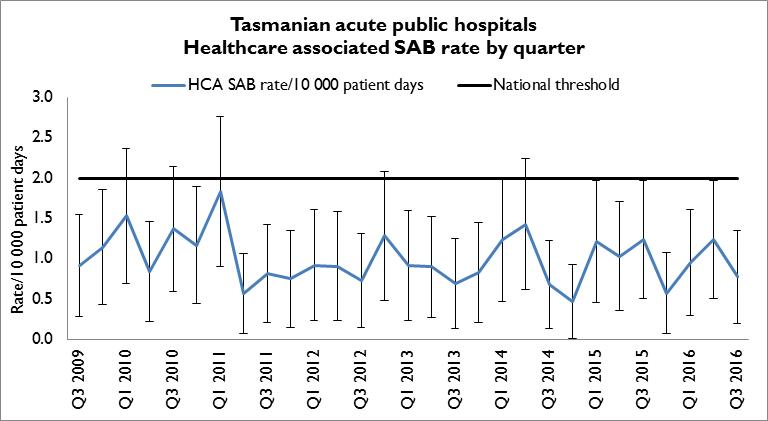 Tasmanian acute public hospitals
Healthcare associated SAB rate by quarter
HCA SAB rate/10 000 patient days
National threshold
Rate/10 000 patient days
3.0
2.5
2.0
1.5
1.0
0.5
0.0
Q3 2009
Q1 2010
Q3 2010
Q1 2011
Q3 2011
Q1 2012
Q3 2012
Q1 2013
Q3 2013
Q1 2014
Q3 2014
Q1 2015
Q3 2015
Q1 2016
Q3 2016